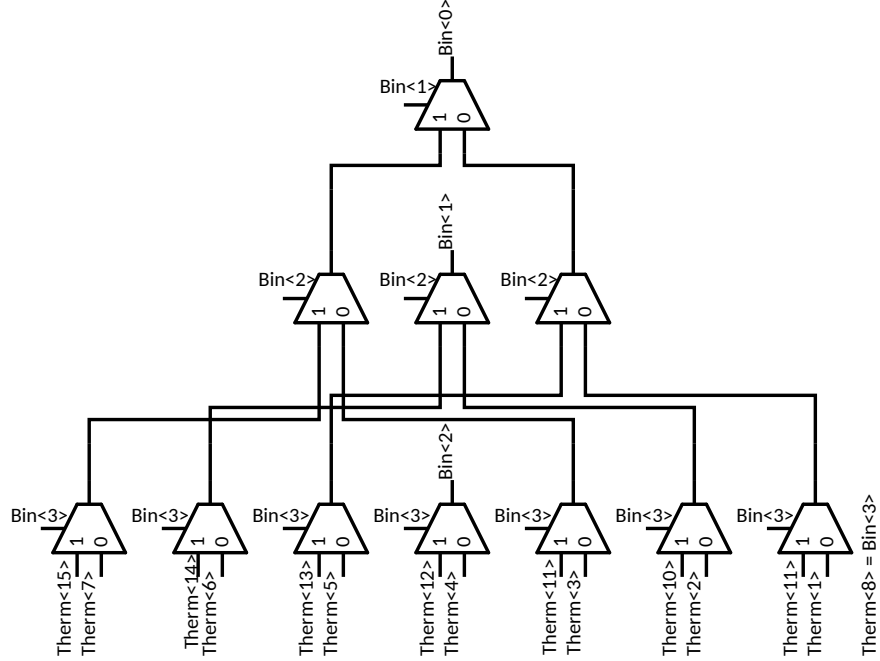 Bin<0>
Bin<1>
1
0
Bin<1>
Bin<2>
Bin<2>
Bin<2>
1
0
1
0
1
0
Bin<2>
Bin<3>
Bin<3>
Bin<3>
Bin<3>
Bin<3>
Bin<3>
Bin<3>
1
0
1
0
1
0
1
0
1
0
1
0
1
0
Therm<15>
Therm<7>
Therm<14>
Therm<6>
Therm<13>
Therm<5>
Therm<12>
Therm<4>
Therm<11>
Therm<3>
Therm<10>
Therm<2>
Therm<11>
Therm<1>
Therm<8> = Bin<3>